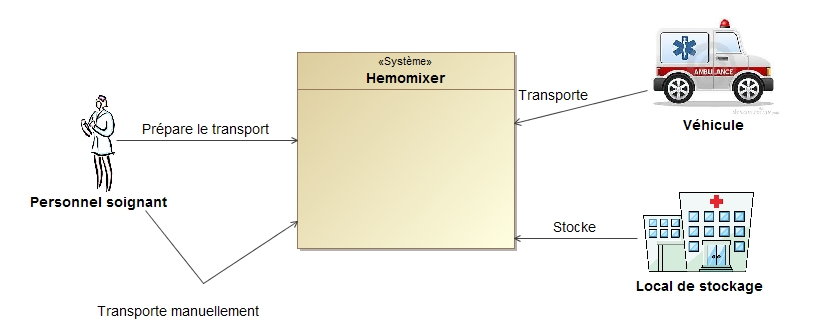 «Système»
Hemomixer
Transporte
AMBULANCE
Véhicule
Prépare le transport
Personnel soignant
Stocke
Local de stockage
Transporte manuellement